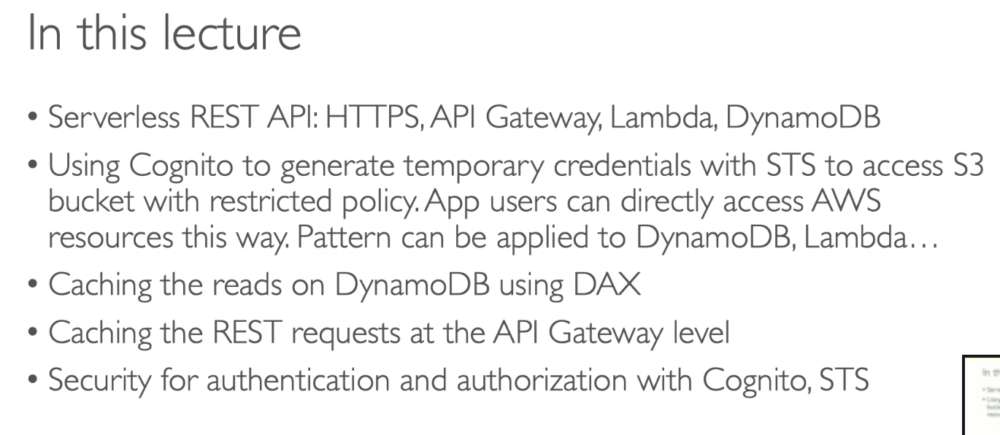 In this lecture
• Serverless REST API: HTTPS, API Gateway, Lambda, DynamoDB
• Using Cognito to generate temporary credentials with STS to access S3
bucket with restricted policy. App users can directly access AWS
resources this way. Pattern can be applied to DynamoDB, Lambda…
• Caching the reads on DynamoDB using DAX
• Caching the REST requests at the API Gateway level
• Security for authentication and authorization with Cognito, STS